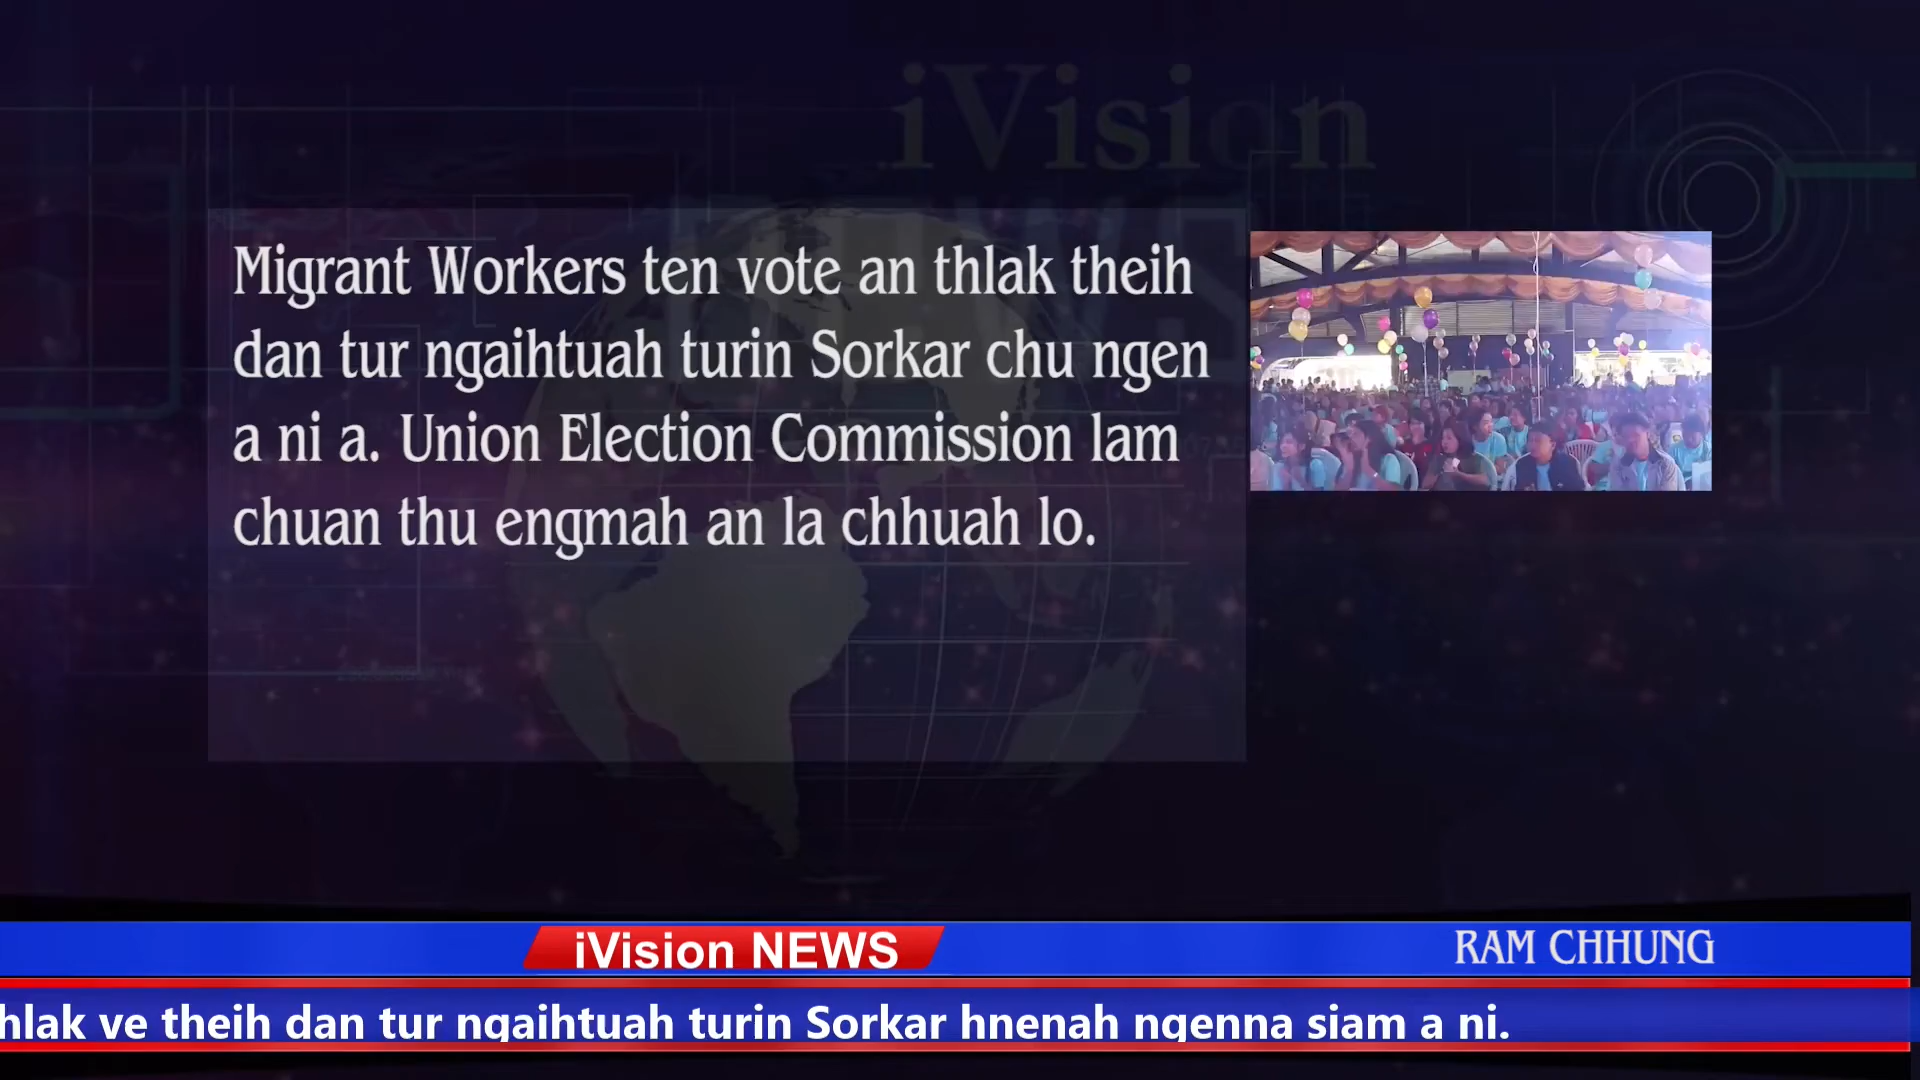 iVision
Migrant Workers ten vote an thlak theih
dan tur ngaihtuah turin Sorkar chu ngen
a ni a. Union Election Commission lam
chuan thu engmah an la chhuah lo.
iVision NEWS
RAM CHHUNG
hlak ve theih dan tur ngaihtuah turin Sorkar hnenah ngenna siam a ni.